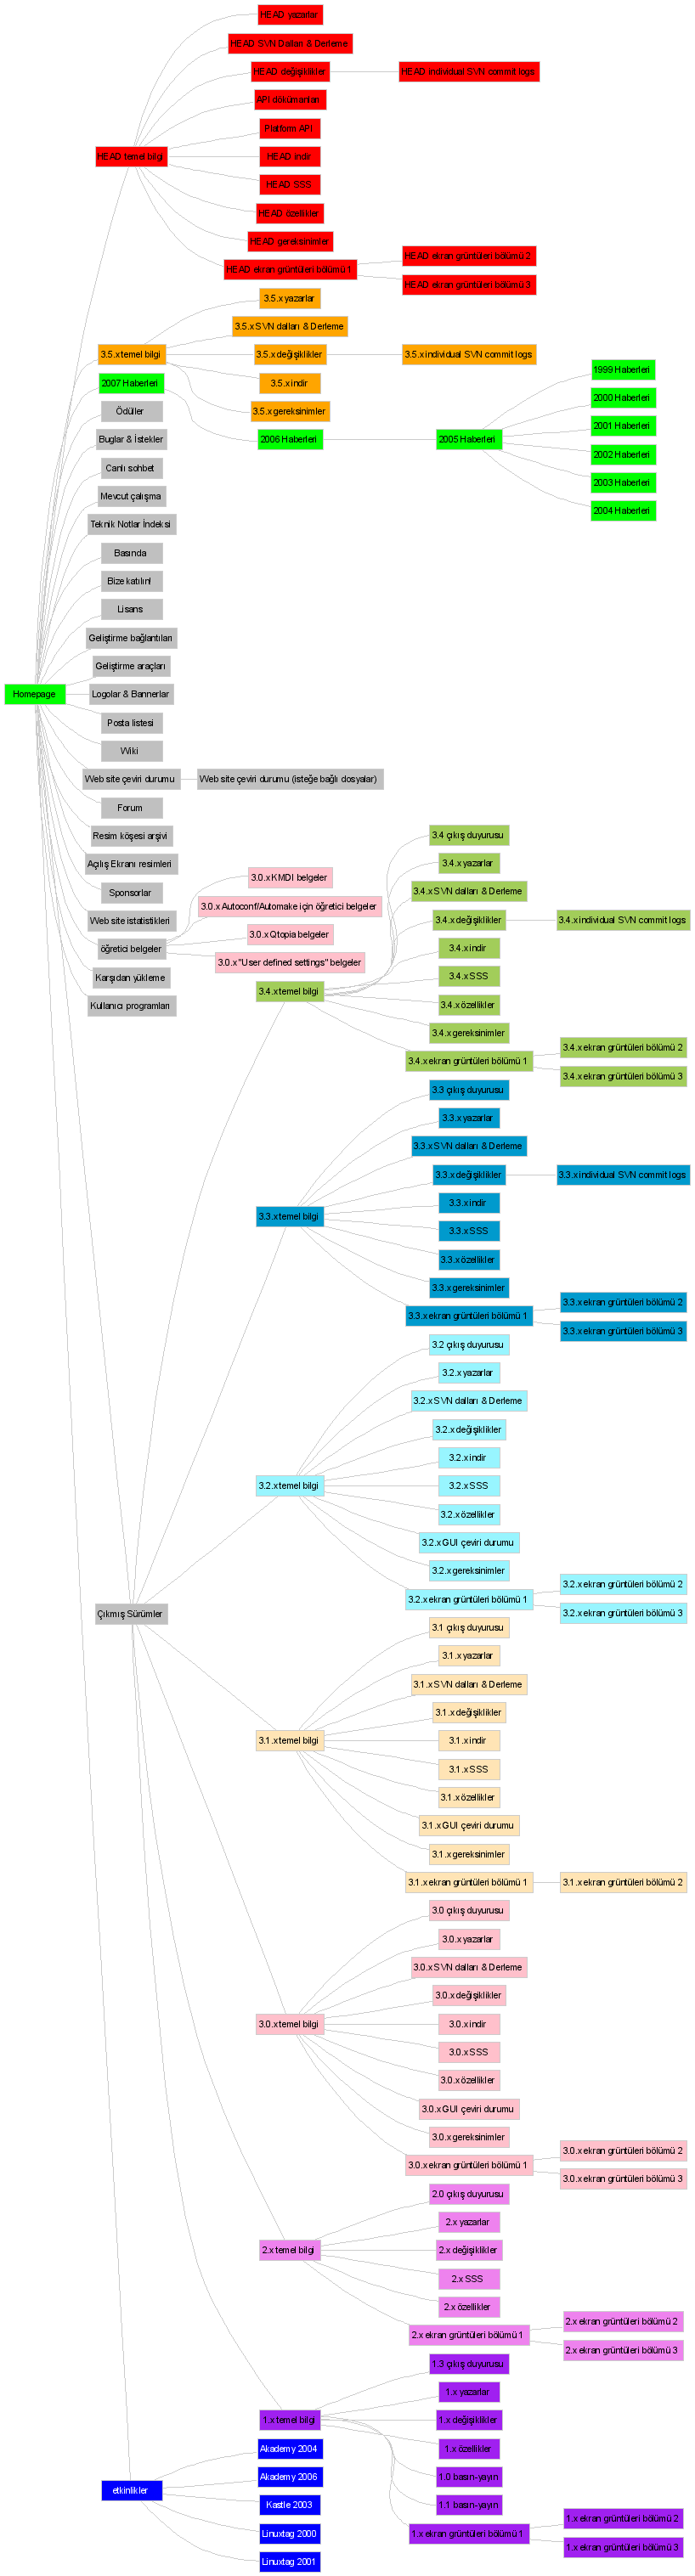 HEAD yazarlar
HEAD SVN Dalları & Derleme
HEAD değişiklikler
HEAD individual SVN commit logs
API dökümanları
Platform API
HEAD temel bilgi
HEAD indir
HEAD SSS
HEAD özellikler
HEAD gereksinimler
HEAD ekran grüntüleri bölümü 1
HEAD ekran grüntüleri bölümü 2
HEAD ekran grüntüleri bölümü 3
3.5.x yazarlar
3.5.x SVN dalları & Derleme
3.5.x temel bilgi
3.5.x değişiklikler
3.5.x individual SVN commit logs
3.5.x indir
3.5.x gereksinimler
2007 Haberleri
2006 Haberleri
2005 Haberleri
1999 Haberleri
2000 Haberleri
2001 Haberleri
2002 Haberleri
2003 Haberleri
2004 Haberleri
Ödüller
Buglar & İstekler
Canlı sohbet
Mevcut çalışma
Teknik Notlar İndeksi
Basında
Bize katılın!
Lisans
Geliştirme bağlantıları
Geliştirme araçları
Homepage
Logolar & Bannerlar
Posta listesi
Wiki
Web site çeviri durumu
Web site çeviri durumu (isteğe bağlı dosyalar)
Forum
Resim köşesi arşivi
Açılış Ekranı resimleri
Sponsorlar
Web site istatistikleri
öğretici belgeler
3.0.x KMDI belgeler
3.0.x Autoconf/Automake için öğretici belgeler
3.0.x Qtopia belgeler
3.0.x "User defined settings" belgeler
Karşıdan yükleme
Kullanıcı programları
3.4 çıkış duyurusu
3.4.x yazarlar
3.4.x SVN dalları & Derleme
3.4.x değişiklikler
3.4.x individual SVN commit logs
3.4.x indir
3.4.x SSS
3.4.x temel bilgi
3.4.x özellikler
3.4.x gereksinimler
3.4.x ekran grüntüleri bölümü 1
3.4.x ekran grüntüleri bölümü 2
3.4.x ekran grüntüleri bölümü 3
3.3 çıkış duyurusu
3.3.x yazarlar
3.3.x SVN dalları & Derleme
3.3.x değişiklikler
3.3.x individual SVN commit logs
3.3.x indir
3.3.x temel bilgi
3.3.x SSS
3.3.x özellikler
3.3.x gereksinimler
3.3.x ekran grüntüleri bölümü 1
3.3.x ekran grüntüleri bölümü 2
3.3.x ekran grüntüleri bölümü 3
3.2 çıkış duyurusu
3.2.x yazarlar
3.2.x SVN dalları & Derleme
3.2.x değişiklikler
3.2.x indir
3.2.x temel bilgi
3.2.x SSS
3.2.x özellikler
3.2.x GUI çeviri durumu
3.2.x gereksinimler
3.2.x ekran grüntüleri bölümü 1
3.2.x ekran grüntüleri bölümü 2
3.2.x ekran grüntüleri bölümü 3
Çıkmış Sürümler
3.1 çıkış duyurusu
3.1.x yazarlar
3.1.x SVN dalları & Derleme
3.1.x değişiklikler
3.1.x temel bilgi
3.1.x indir
3.1.x SSS
3.1.x özellikler
3.1.x GUI çeviri durumu
3.1.x gereksinimler
3.1.x ekran grüntüleri bölümü 1
3.1.x ekran grüntüleri bölümü 2
3.0 çıkış duyurusu
3.0.x yazarlar
3.0.x SVN dalları & Derleme
3.0.x değişiklikler
3.0.x temel bilgi
3.0.x indir
3.0.x SSS
3.0.x özellikler
3.0.x GUI çeviri durumu
3.0.x gereksinimler
3.0.x ekran grüntüleri bölümü 1
3.0.x ekran grüntüleri bölümü 2
3.0.x ekran grüntüleri bölümü 3
2.0 çıkış duyurusu
2.x yazarlar
2.x temel bilgi
2.x değişiklikler
2.x SSS
2.x özellikler
2.x ekran grüntüleri bölümü 1
2.x ekran grüntüleri bölümü 2
2.x ekran grüntüleri bölümü 3
1.3 çıkış duyurusu
1.x yazarlar
1.x temel bilgi
1.x değişiklikler
1.x özellikler
1.0 basın-yayın
1.1 basın-yayın
1.x ekran grüntüleri bölümü 1
1.x ekran grüntüleri bölümü 2
1.x ekran grüntüleri bölümü 3
etkinlikler
Akademy 2004
Akademy 2006
Kastle 2003
Linuxtag 2000
Linuxtag 2001